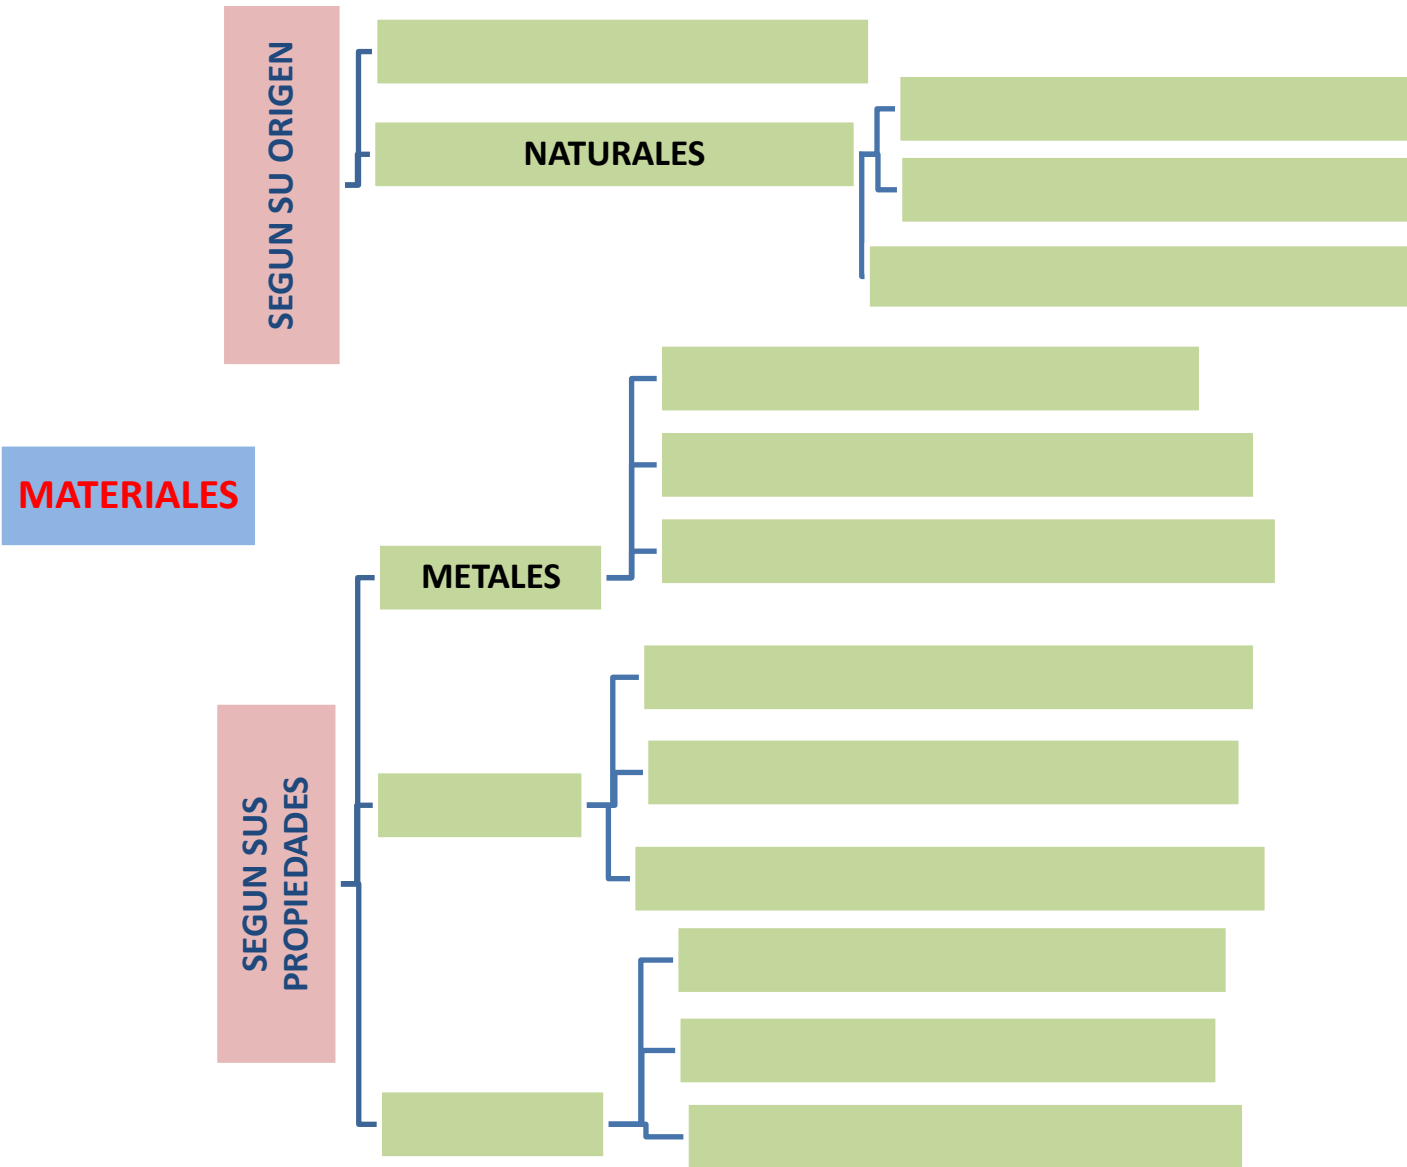 SEGUN SU ORIGEN
NATURALES
MATERIALES
METALES
SEGUN SUS
PROPIEDADES